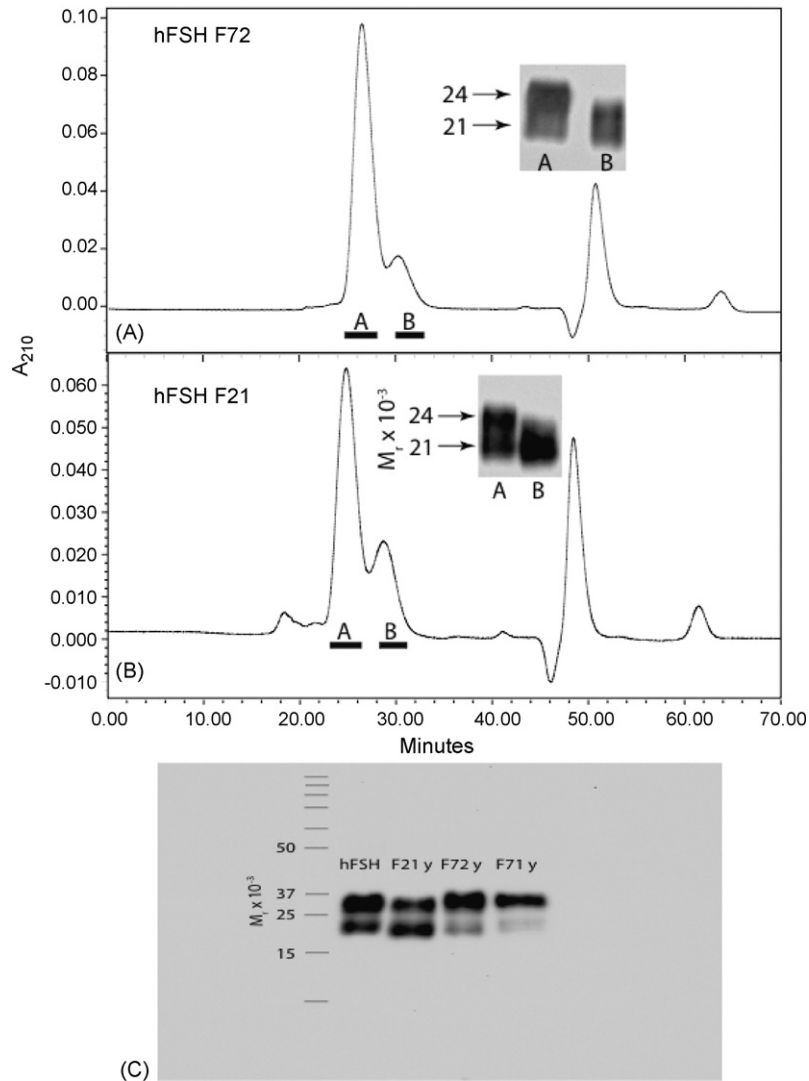 0.10
hFSH F72
0.08
24
0.06
21
A B
0.04
0.02
0.00
A B
(A)
A210
0.060
hFSH F21
Mr x 10-3
24
0.050
21
0.040
A B
0.030
0.020
0.010
0.000
A B
(B)
-0.010
0.00 10.00 20.00 30.00 40.00 50.00 60.00 70.00
Minutes
50
hFSH F21 y F72 y F71 y
Mr x 10-3
37
25
15
(C)